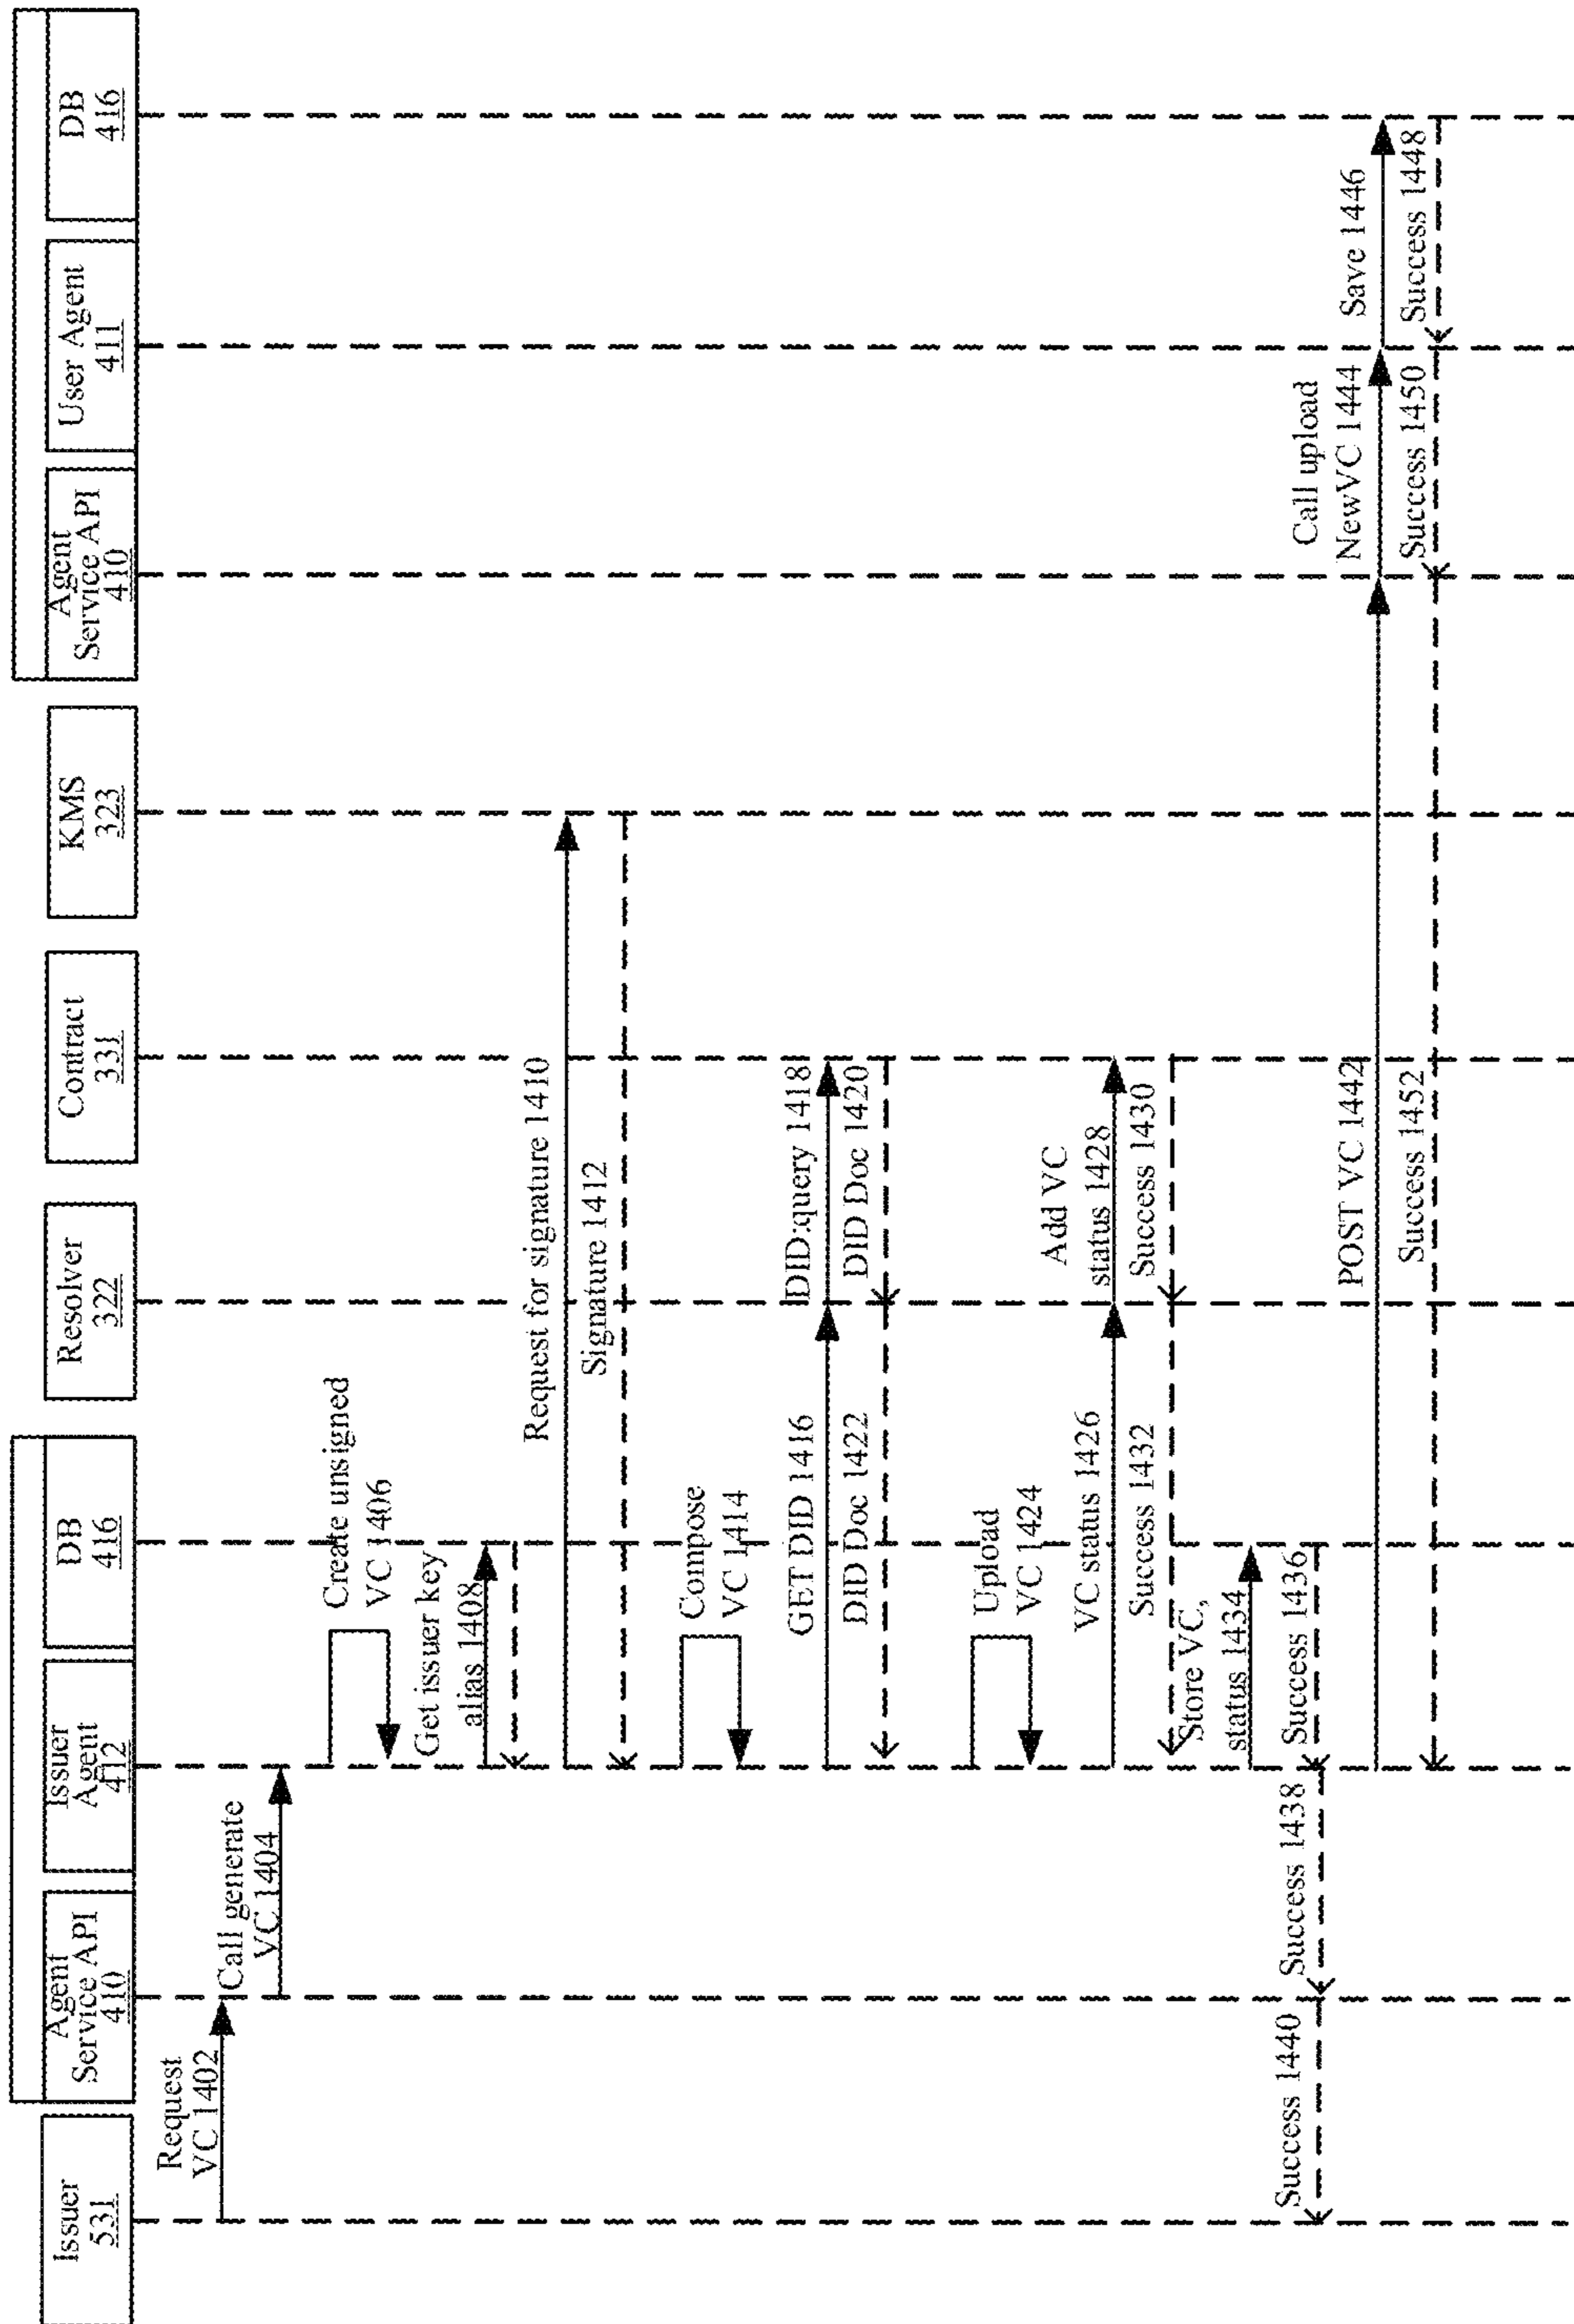 Issuer
531
Agent
Service API
410
Issuer
Agent
412
DB
416
Resolver
322
Contract
331
KMS
323
Agent
Service API
410
User Agent
411
DB
416
Request
VC 1402
Call generate
VC 1404
Create unsigned
VC 1406
Get issuer key
alias 1408
Request for signature 1410
Signature 1412
Compose
VC 1414
GET DID 1416
DID:query 1418
DID Doc 1420
DID Doc 1422
Upload
VC 1424
VC status 1426
Add VC
status 1428
Success 1430
Success 1432
Store VC,
status 1434
Success 1436
Success 1438
Success 1440
POST VC 1442
Call upload
NewVC 1444
Save 1446
Success 1448
Success 1450
Success 1452